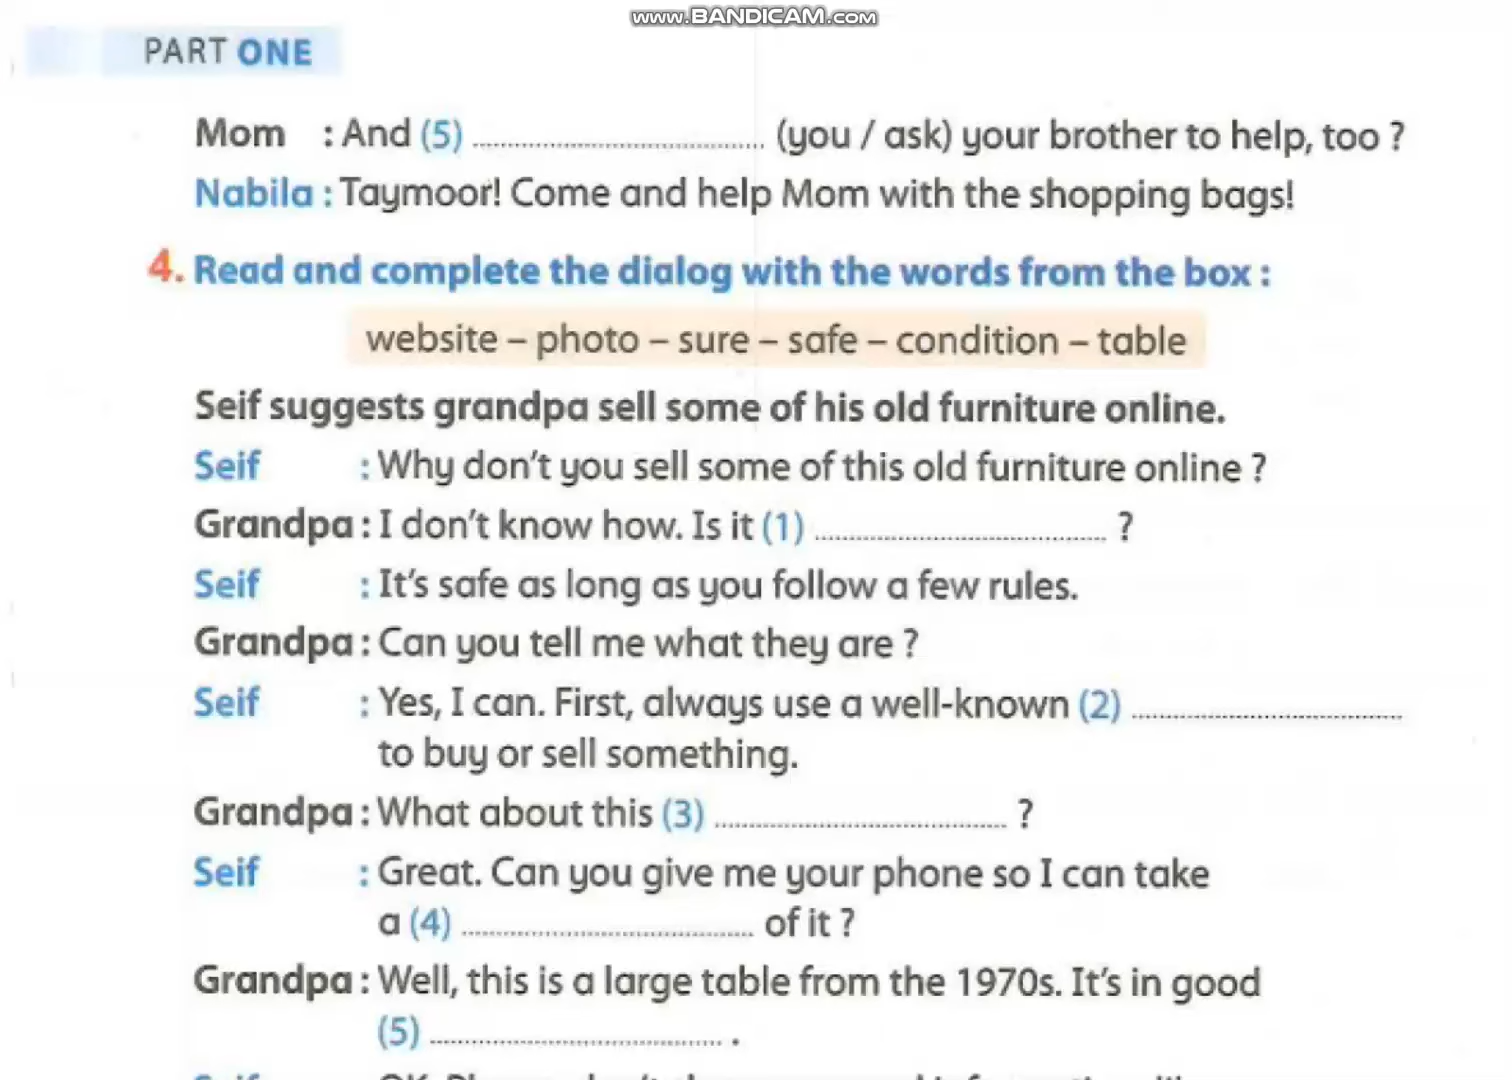 www.BANDICAM.com
PART ONE
Mom : And (5) ........................ (you / ask) your brother to help, too ?
Nabila : Taymoor! Come and help Mom with the shopping bags!
4. Read and complete the dialog with the words from the box :
website – photo – sure – safe – condition – table
Seif suggests grandpa sell some of his old furniture online.
Seif : Why don't you sell some of this old furniture online ?
Grandpa : I don't know how. Is it (1) ........................ ?
Seif : It's safe as long as you follow a few rules.
Grandpa : Can you tell me what they are ?
Seif : Yes, I can. First, always use a well-known (2) ........................
to buy or sell something.
Grandpa : What about this (3) ........................ ?
Seif : Great. Can you give me your phone so I can take
a (4) ........................ of it ?
Grandpa : Well, this is a large table from the 1970s. It's in good
(5) ........................ .